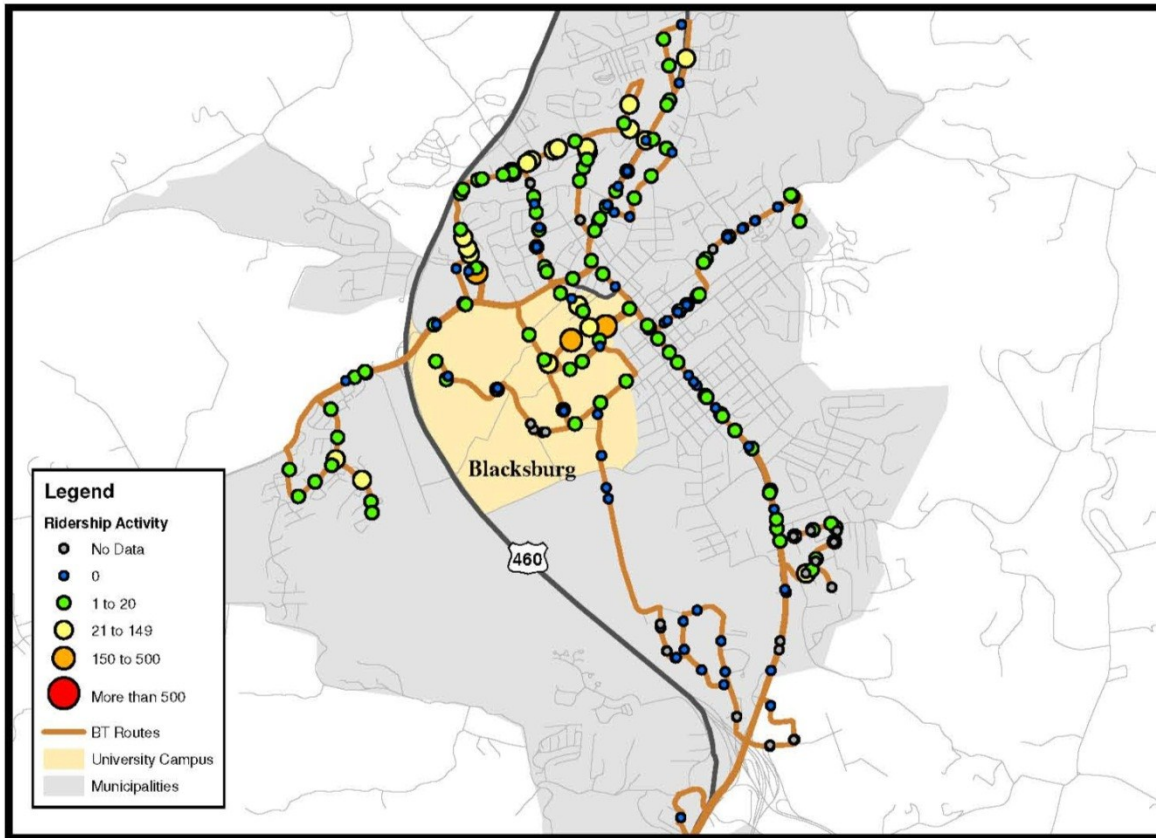 Blacksburg
460
Legend
Ridership Activity
No Data
0
1 to 20
21 to 149
150 to 500
More than 500
BT Routes
University Campus
Municipalities